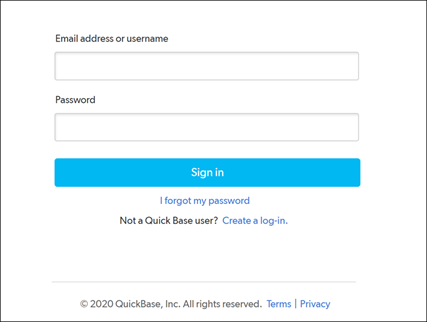 Email address or username
Password
Sign in
I forgot my password
Not a Quick Base user? Create a log-in.
© 2020 QuickBase, Inc. All rights reserved. Terms | Privacy